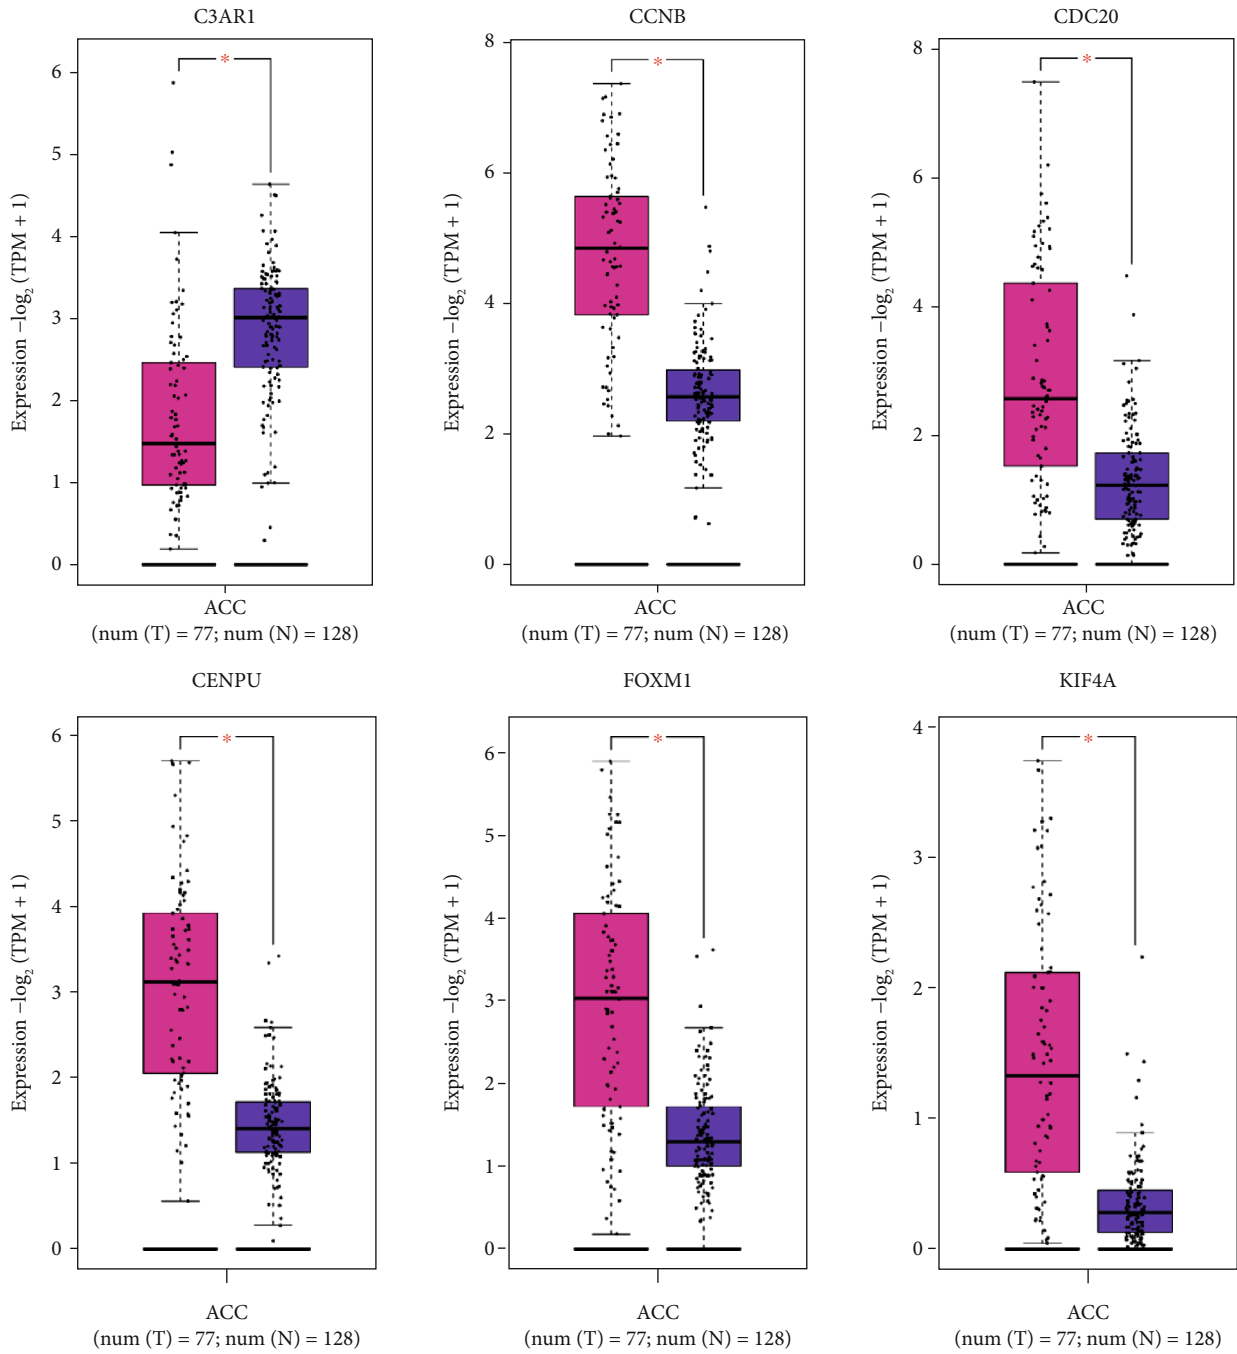 C3AR1
CCNB
CDC20
Expression −log2 (TPM + 1)
6
5
4
3
2
1
0
*
ACC
(num (T) = 77; num (N) = 128)
Expression −log2 (TPM + 1)
8
6
4
2
0
*
ACC
(num (T) = 77; num (N) = 128)
Expression −log2 (TPM + 1)
8
6
4
2
0
*
ACC
(num (T) = 77; num (N) = 128)
CENPU
FOXM1
KIF4A
Expression −log2 (TPM + 1)
6
5
4
3
2
1
0
*
ACC
(num (T) = 77; num (N) = 128)
Expression −log2 (TPM + 1)
6
5
4
3
2
1
0
*
ACC
(num (T) = 77; num (N) = 128)
Expression −log2 (TPM + 1)
4
3
2
1
0
*
ACC
(num (T) = 77; num (N) = 128)